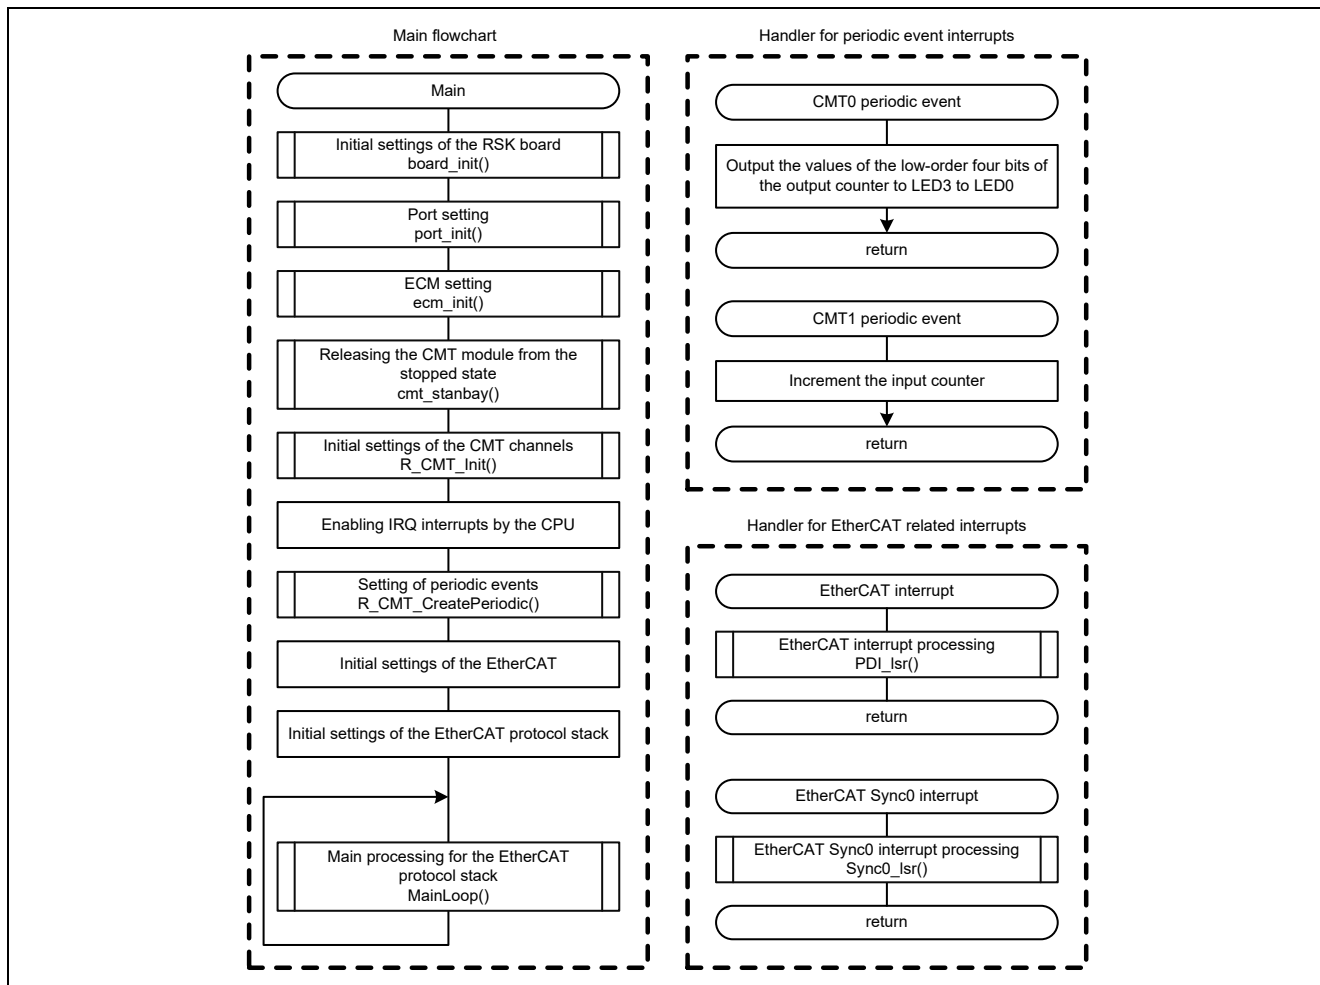 Main flowchart
Main
Initial settings of the RSK board
board_init()
Port setting
port_init()
ECM setting
ecm_init()
Releasing the CMT module from the
stopped state
cmt_stanbay()
Initial settings of the CMT channels
R_CMT_Init()
Enabling IRQ interrupts by the CPU
Setting of periodic events
R_CMT_CreatePeriodic()
Initial settings of the EtherCAT
Initial settings of the EtherCAT protocol stack
Main processing for the EtherCAT
protocol stack
MainLoop()
Handler for periodic event interrupts
CMT0 periodic event
Output the values of the low-order four bits of
the output counter to LED3 to LED0
return
CMT1 periodic event
Increment the input counter
return
Handler for EtherCAT related interrupts
EtherCAT interrupt
EtherCAT interrupt processing
PDI_Isr()
return
EtherCAT Sync0 interrupt
EtherCAT Sync0 interrupt processing
Sync0_Isr()
return